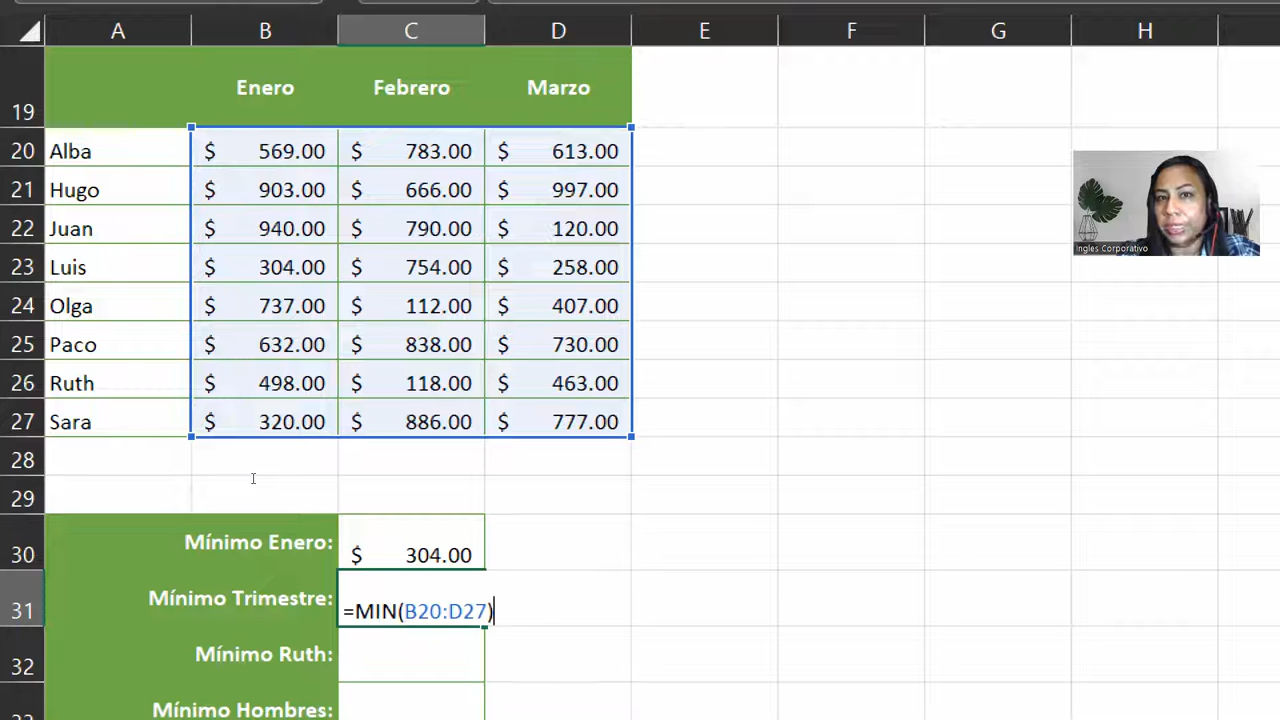 A B C D E F G H
19 Enero Febrero Marzo
20 Alba $ 569.00 $ 783.00 $ 613.00
21 Hugo $ 903.00 $ 666.00 $ 997.00
22 Juan $ 940.00 $ 790.00 $ 120.00
23 Luis $ 304.00 $ 754.00 $ 258.00
24 Olga $ 737.00 $ 112.00 $ 407.00
25 Paco $ 632.00 $ 838.00 $ 730.00
26 Ruth $ 498.00 $ 118.00 $ 463.00
27 Sara $ 320.00 $ 886.00 $ 777.00
28
29
30 Mínimo Enero: $ 304.00
31 Mínimo Trimestre: =MIN(B20:D27)
32 Mínimo Ruth:
Mínimo Hombres:
Ingles Corporativo